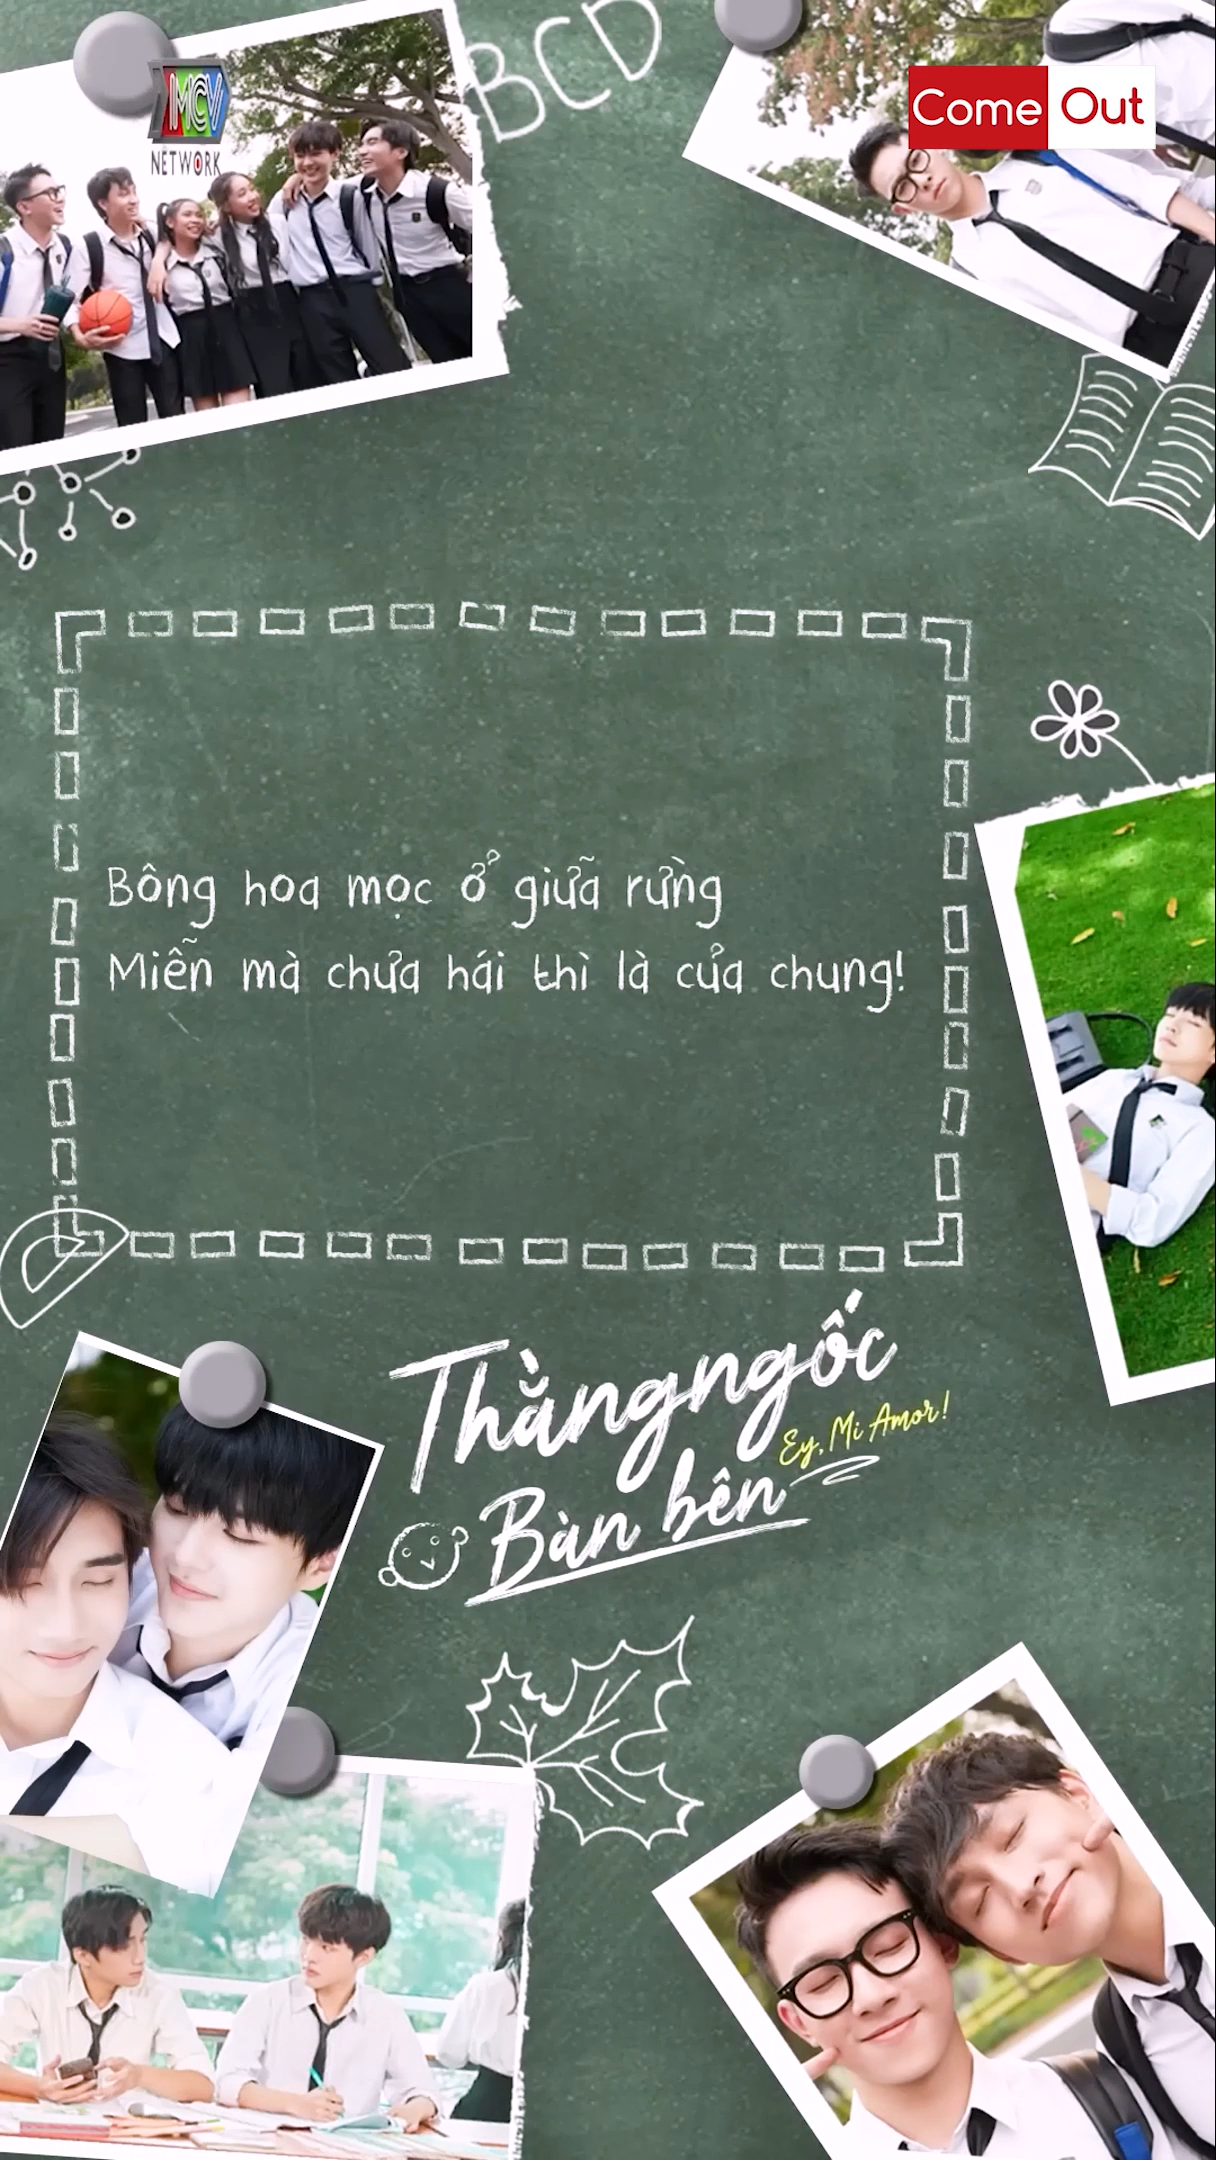 MCV
NETWORK
BCD
Come Out
Bông hoa mọc ở giữa rừng
Miễn mà chưa hái thì là của chung!
Thằng ngốc
Ey, Mi Amor!
Bàn bên